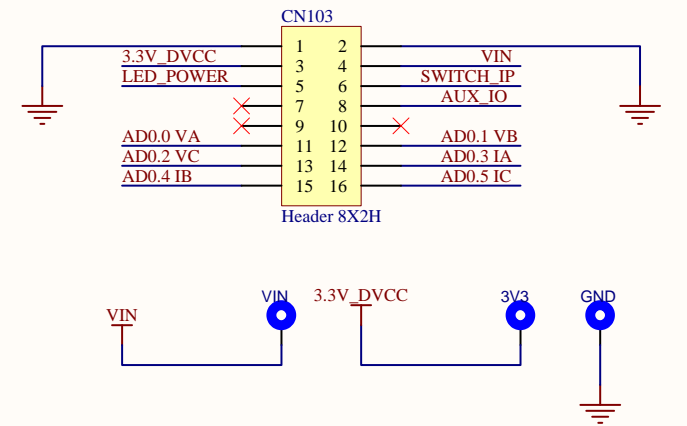 CN103
1 2
3.3V_DVCC 3 4 VIN
LED_POWER 5 6 SWITCH_IP
7 8 AUX_IO
9 10
AD0.0 VA 11 12 AD0.1 VB
AD0.2 VC 13 14 AD0.3 IA
AD0.4 IB 15 16 AD0.5 IC
Header 8X2H
VIN VIN 3.3V_DVCC 3V3 GND